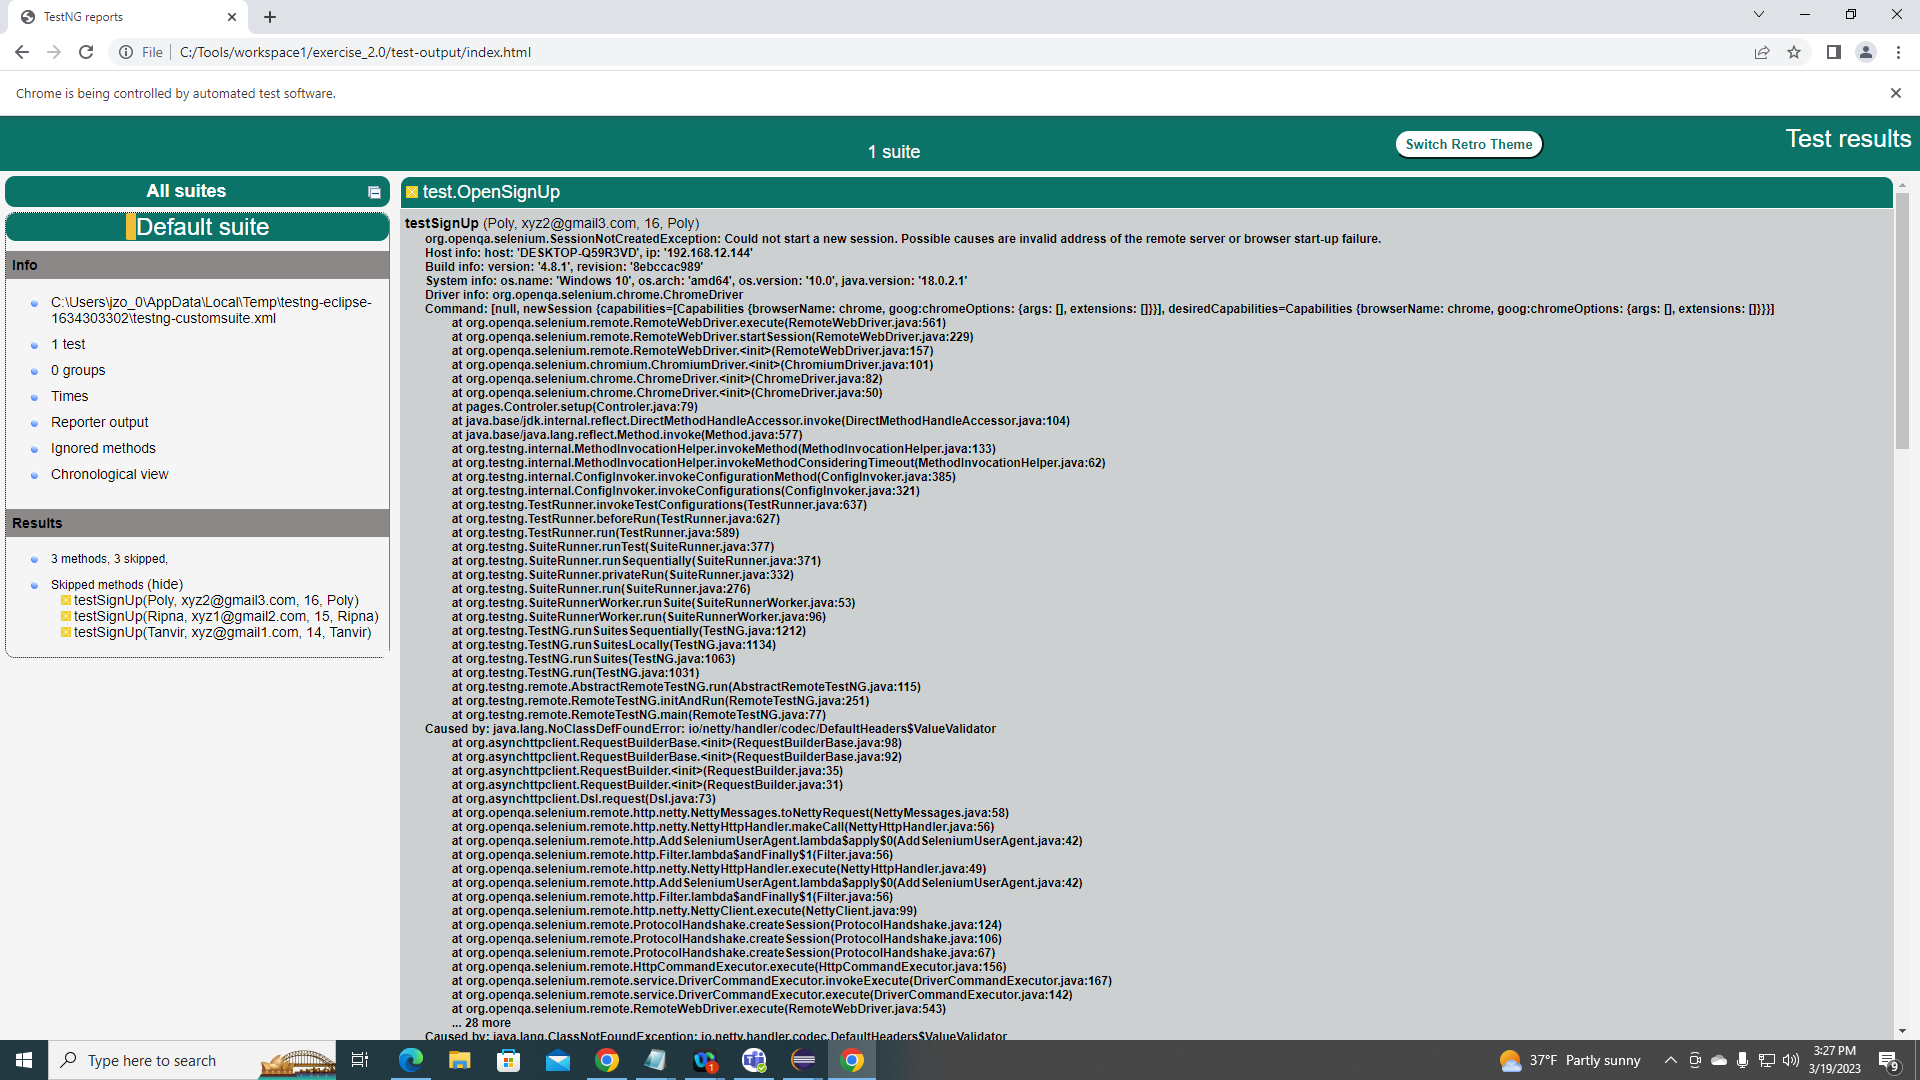 TestNG reports
File
C:/Tools/workspace1/exercise_2.0/test-output/index.html
Chrome is being controlled by automated test software.
1 suite
Switch Retro Theme
Test results
All suites
Default suite
Info
C:\Users\jzo_0\AppData\Local\Temp\testng-eclipse-
1634303302\testng-customsuite.xml
1 test
0 groups
Times
Reporter output
Ignored methods
Chronological view
Results
3 methods, 3 skipped,
Skipped methods (hide)
testSignUp(Poly, xyz2@gmail3.com, 16, Poly)
testSignUp(Ripna, xyz1@gmail2.com, 15, Ripna)
testSignUp(Tanvir, xyz@gmail1.com, 14, Tanvir)
test.OpenSignUp
testSignUp (Poly, xyz2@gmail3.com, 16, Poly)
org.openqa.selenium.SessionNotCreatedException: Could not start a new session. Possible causes are invalid address of the remote server or browser start-up failure.
Host info: host: 'DESKTOP-Q59R3VD', ip: '192.168.12.144'
Build info: version: '4.8.1', revision: '8ebccac989'
System info: os.name: 'Windows 10', os.arch: 'amd64', os.version: '10.0', java.version: '18.0.2.1'
Driver info: org.openqa.selenium.chrome.ChromeDriver
Command: [null, newSession {capabilities=[Capabilities {browserName: chrome, goog:chromeOptions: {args: [], extensions: []}}], desiredCapabilities=Capabilities {browserName: chrome, goog:chromeOptions: {args: [], extensions: []}}}]
at org.openqa.selenium.remote.RemoteWebDriver.execute(RemoteWebDriver.java:561)
at org.openqa.selenium.remote.RemoteWebDriver.startSession(RemoteWebDriver.java:229)
at org.openqa.selenium.remote.RemoteWebDriver.<init>(RemoteWebDriver.java:157)
at org.openqa.selenium.chromium.ChromiumDriver.<init>(ChromiumDriver.java:101)
at org.openqa.selenium.chrome.ChromeDriver.<init>(ChromeDriver.java:82)
at org.openqa.selenium.chrome.ChromeDriver.<init>(ChromeDriver.java:50)
at pages.Controler.setup(Controler.java:79)
at java.base/jdk.internal.reflect.DirectMethodHandleAccessor.invoke(DirectMethodHandleAccessor.java:104)
at java.base/java.lang.reflect.Method.invoke(Method.java:577)
at org.testng.internal.MethodInvocationHelper.invokeMethod(MethodInvocationHelper.java:133)
at org.testng.internal.MethodInvocationHelper.invokeMethodConsideringTimeout(MethodInvocationHelper.java:62)
at org.testng.internal.ConfigInvoker.invokeConfigurationMethod(ConfigInvoker.java:385)
at org.testng.internal.ConfigInvoker.invokeConfigurations(ConfigInvoker.java:321)
at org.testng.TestRunner.invokeTestConfigurations(TestRunner.java:637)
at org.testng.TestRunner.beforeRun(TestRunner.java:627)
at org.testng.TestRunner.run(TestRunner.java:589)
at org.testng.SuiteRunner.runTest(SuiteRunner.java:377)
at org.testng.SuiteRunner.runSequentially(SuiteRunner.java:371)
at org.testng.SuiteRunner.privateRun(SuiteRunner.java:332)
at org.testng.SuiteRunner.run(SuiteRunner.java:276)
at org.testng.SuiteRunnerWorker.runSuite(SuiteRunnerWorker.java:53)
at org.testng.SuiteRunnerWorker.run(SuiteRunnerWorker.java:96)
at org.testng.TestNG.runSuitesSequentially(TestNG.java:1212)
at org.testng.TestNG.runSuitesLocally(TestNG.java:1134)
at org.testng.TestNG.runSuites(TestNG.java:1063)
at org.testng.TestNG.run(TestNG.java:1031)
at org.testng.remote.AbstractRemoteTestNG.run(AbstractRemoteTestNG.java:115)
at org.testng.remote.RemoteTestNG.initAndRun(RemoteTestNG.java:251)
at org.testng.remote.RemoteTestNG.main(RemoteTestNG.java:77)
Caused by: java.lang.NoClassDefFoundError: io/netty/handler/codec/DefaultHeaders$ValueValidator
at org.asynchttpclient.RequestBuilderBase.<init>(RequestBuilderBase.java:98)
at org.asynchttpclient.RequestBuilderBase.<init>(RequestBuilderBase.java:92)
at org.asynchttpclient.RequestBuilder.<init>(RequestBuilder.java:35)
at org.asynchttpclient.RequestBuilder.<init>(RequestBuilder.java:31)
at org.asynchttpclient.Dsl.request(Dsl.java:73)
at org.openqa.selenium.remote.http.netty.NettyMessages.toNettyRequest(NettyMessages.java:58)
at org.openqa.selenium.remote.http.netty.NettyHttpHandler.makeCall(NettyHttpHandler.java:56)
at org.openqa.selenium.remote.http.AddSeleniumUserAgent.lambda$apply$0(AddSeleniumUserAgent.java:42)
at org.openqa.selenium.remote.http.Filter.lambda$andFinally$1(Filter.java:56)
at org.openqa.selenium.remote.http.netty.NettyHttpHandler.execute(NettyHttpHandler.java:49)
at org.openqa.selenium.remote.http.AddSeleniumUserAgent.lambda$apply$0(AddSeleniumUserAgent.java:42)
at org.openqa.selenium.remote.http.Filter.lambda$andFinally$1(Filter.java:56)
at org.openqa.selenium.remote.http.netty.NettyClient.execute(NettyClient.java:99)
at org.openqa.selenium.remote.ProtocolHandshake.createSession(ProtocolHandshake.java:124)
at org.openqa.selenium.remote.ProtocolHandshake.createSession(ProtocolHandshake.java:106)
at org.openqa.selenium.remote.ProtocolHandshake.createSession(ProtocolHandshake.java:67)
at org.openqa.selenium.remote.HttpCommandExecutor.execute(HttpCommandExecutor.java:156)
at org.openqa.selenium.remote.service.DriverCommandExecutor.invokeExecute(DriverCommandExecutor.java:167)
at org.openqa.selenium.remote.service.DriverCommandExecutor.execute(DriverCommandExecutor.java:142)
at org.openqa.selenium.remote.RemoteWebDriver.execute(RemoteWebDriver.java:543)
... 28 more
Caused by: java.lang.ClassNotFoundException: io.netty.handler.codec.DefaultHeaders$ValueValidator
Type here to search
1
37°F Partly sunny
3:27 PM
3/19/2023
9